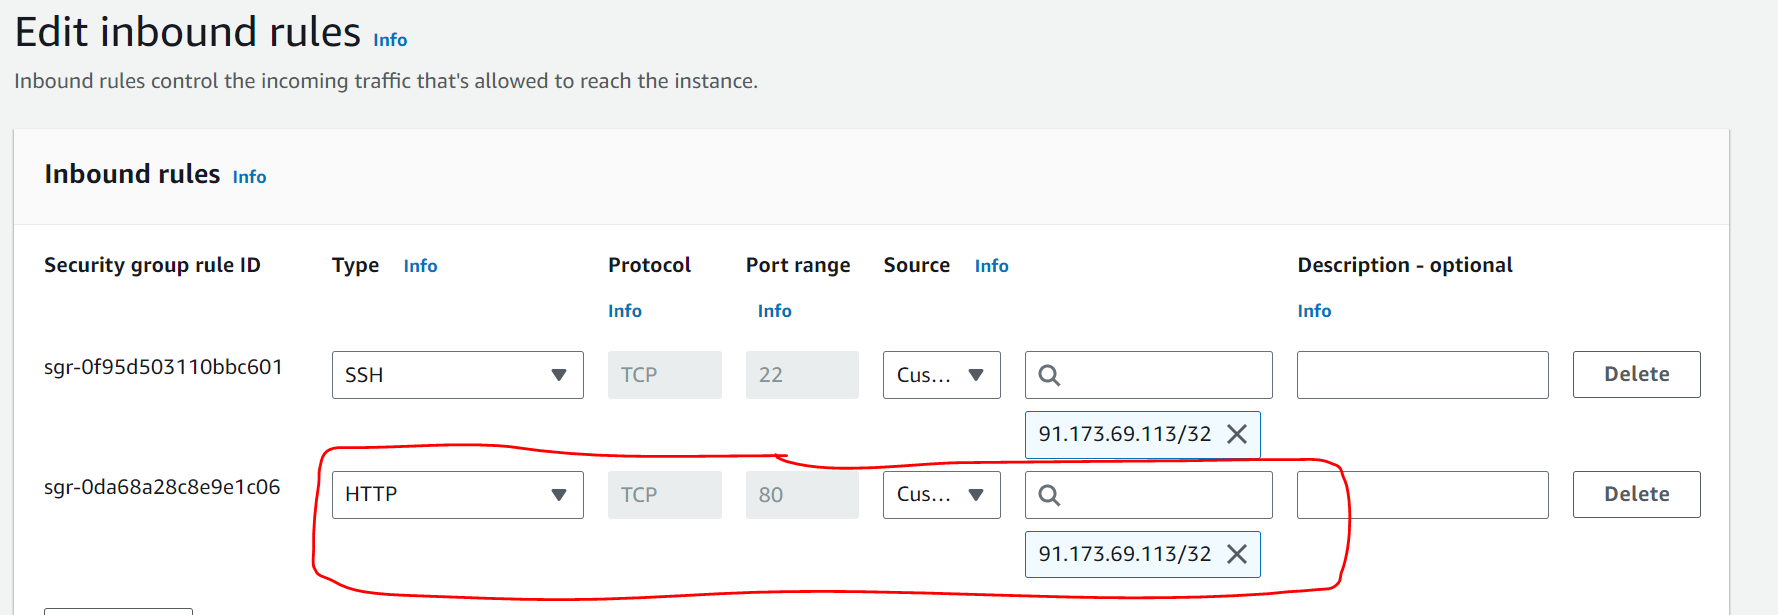 Edit inbound rules Info
Inbound rules control the incoming traffic that's allowed to reach the instance.
Inbound rules Info
Security group rule ID Type Info Protocol Info Port range Info Source Info Description - optional Info
sgr-0f95d503110bbc601 SSH TCP 22 Cus... Delete
91.173.69.113/32
sgr-0da68a28c8e9e1c06 HTTP TCP 80 Cus... Delete
91.173.69.113/32